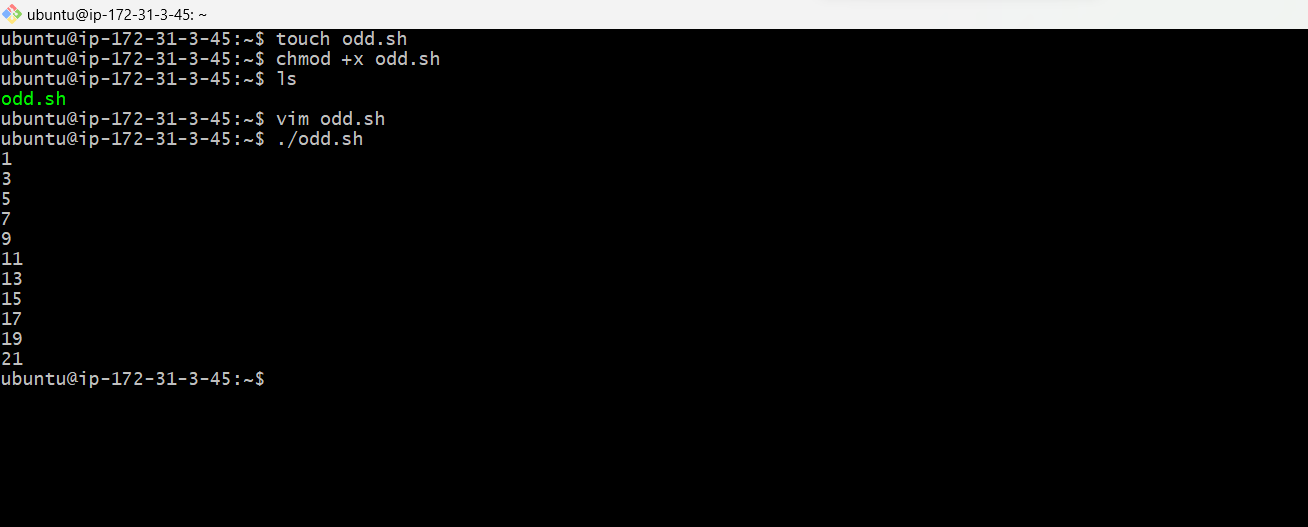 ubuntu@ip-172-31-3-45: ~
ubuntu@ip-172-31-3-45:~$ touch odd.sh
ubuntu@ip-172-31-3-45:~$ chmod +x odd.sh
ubuntu@ip-172-31-3-45:~$ ls
odd.sh
ubuntu@ip-172-31-3-45:~$ vim odd.sh
ubuntu@ip-172-31-3-45:~$ ./odd.sh
1
3
5
7
9
11
13
15
17
19
21
ubuntu@ip-172-31-3-45:~$